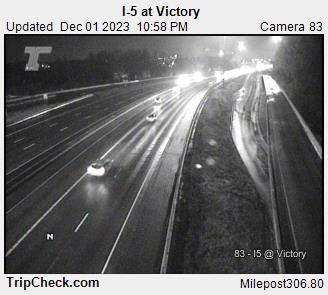 I-5 at Victory
Updated Dec 01 2023 10:58 PM Camera 83
T
N
83 - I5 @ Victory
TripCheck.com Milepost306.80